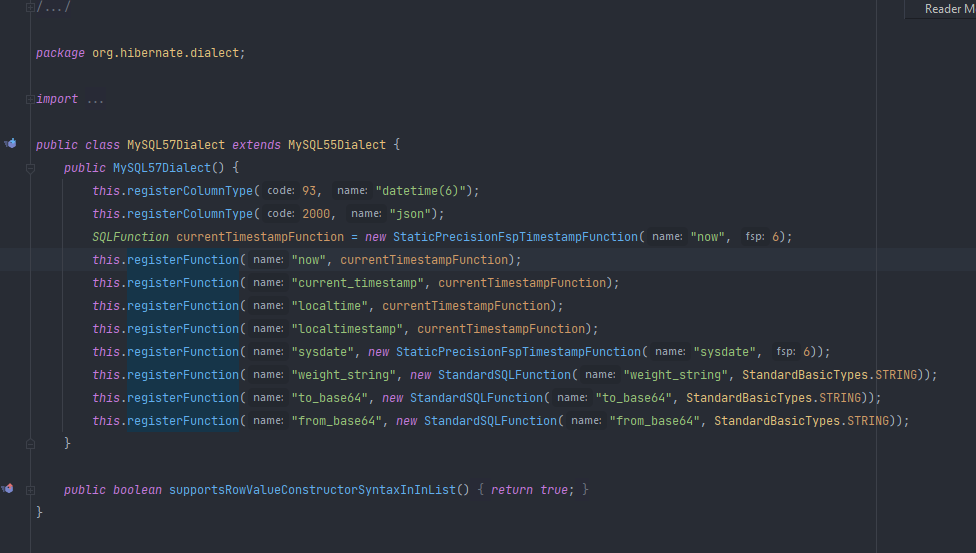 /.../
Reader M
package org.hibernate.dialect;
import ...
public class MySQL57Dialect extends MySQL55Dialect {
public MySQL57Dialect() {
this.registerColumnType( code: 93, name: "datetime(6)");
this.registerColumnType( code: 2000, name: "json");
SQLFunction currentTimestampFunction = new StaticPrecisionFspTimestampFunction( name: "now", fsp: 6);
this.registerFunction( name: "now", currentTimestampFunction);
this.registerFunction( name: "current_timestamp", currentTimestampFunction);
this.registerFunction( name: "localtime", currentTimestampFunction);
this.registerFunction( name: "localtimestamp", currentTimestampFunction);
this.registerFunction( name: "sysdate", new StaticPrecisionFspTimestampFunction( name: "sysdate", fsp: 6));
this.registerFunction( name: "weight_string", new StandardSQLFunction( name: "weight_string", StandardBasicTypes.STRING));
this.registerFunction( name: "to_base64", new StandardSQLFunction( name: "to_base64", StandardBasicTypes.STRING));
this.registerFunction( name: "from_base64", new StandardSQLFunction( name: "from_base64", StandardBasicTypes.STRING));
}
public boolean supportsRowValueConstructorSyntaxInInList() { return true; }
}